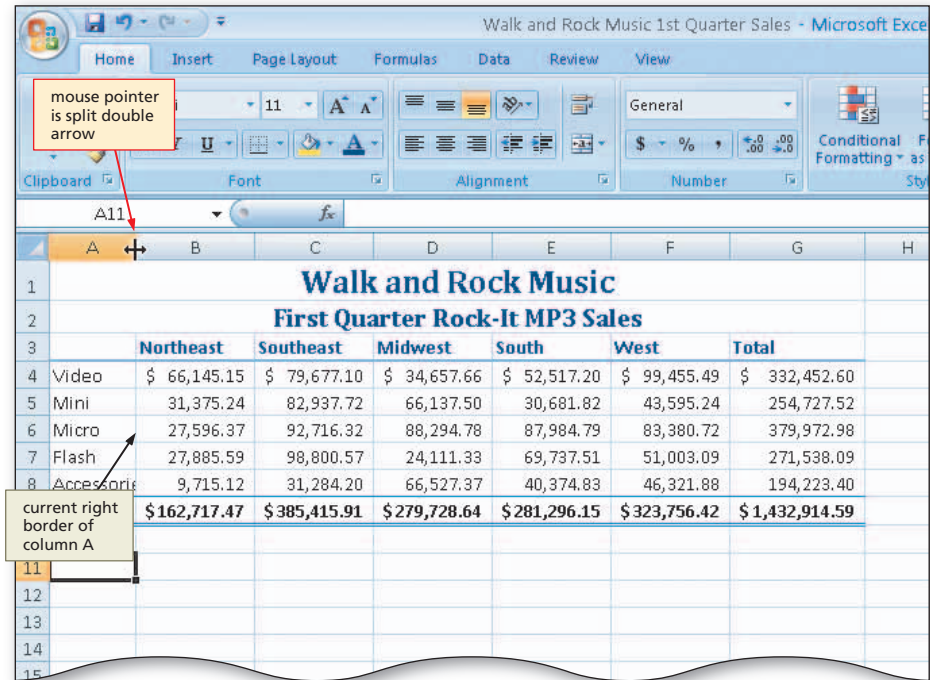 Walk and Rock Music 1st Quarter Sales - Microsoft Exce
Home Insert Page Layout Formulas Data Review View
mouse pointer
is split double
arrow
11 A A General
U $ % , .0 .00 .00 .0
Conditional
Formatting as
Clipboard Font Alignment Number Sty
A11 fx
A B C D E F G H
1 Walk and Rock Music
2 First Quarter Rock-It MP3 Sales
3 Northeast Southeast Midwest South West Total
4 Video $ 66,145.15 $ 79,677.10 $ 34,657.66 $ 52,517.20 $ 99,455.49 $ 332,452.60
5 Mini 31,375.24 82,937.72 66,137.50 30,681.82 43,595.24 254,727.52
6 Micro 27,596.37 92,716.32 88,294.78 87,984.79 83,380.72 379,972.98
7 Flash 27,885.59 98,800.57 24,111.33 69,737.51 51,003.09 271,538.09
8 Accessorie 9,715.12 31,284.20 66,527.37 40,374.83 46,321.88 194,223.40
$162,717.47 $385,415.91 $279,728.64 $281,296.15 $323,756.42 $1,432,914.59
current right
border of
column A
11
12
13
14
15